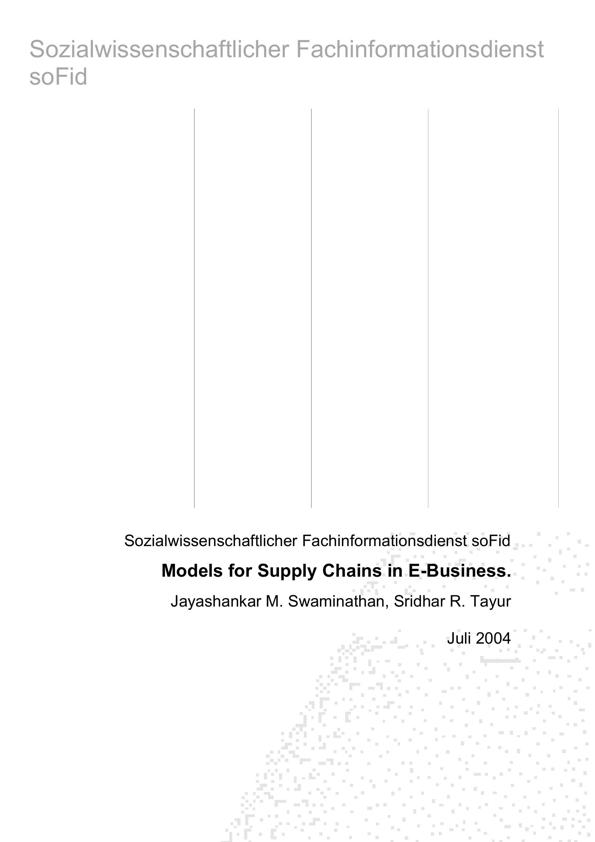 Sozialwissenschaftlicher Fachinformationsdienst
soFid
Sozialwissenschaftlicher Fachinformationsdienst soFid
Models for Supply Chains in E-Business.
Jayashankar M. Swaminathan, Sridhar R. Tayur
Juli 2004